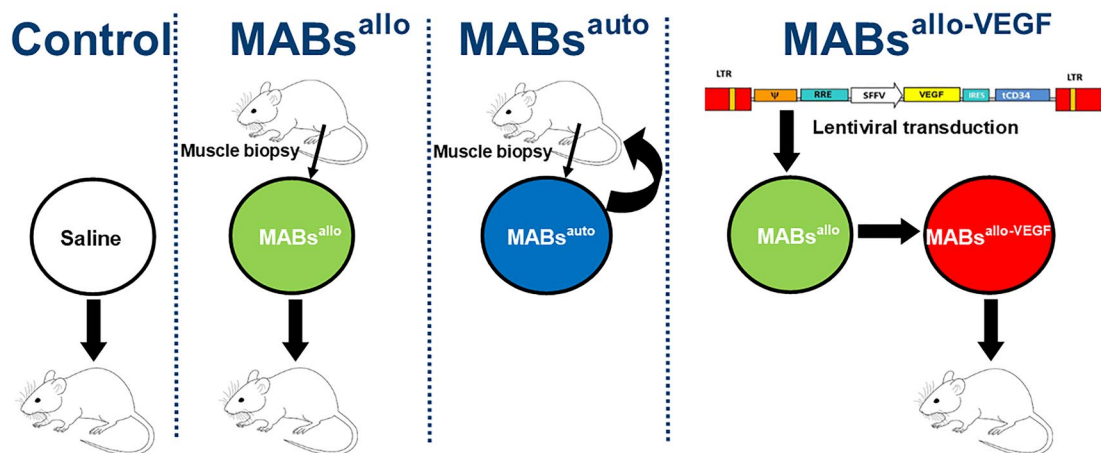 Control
MABsallo
MABsauto
MABsallo-VEGF
LTR
LTR
Ψ
RRE
SFFV
VEGF
IRES
tCD34
Lentiviral transduction
Muscle biopsy
Muscle biopsy
Saline
MABsallo
MABsauto
MABsallo
MABsallo-VEGF